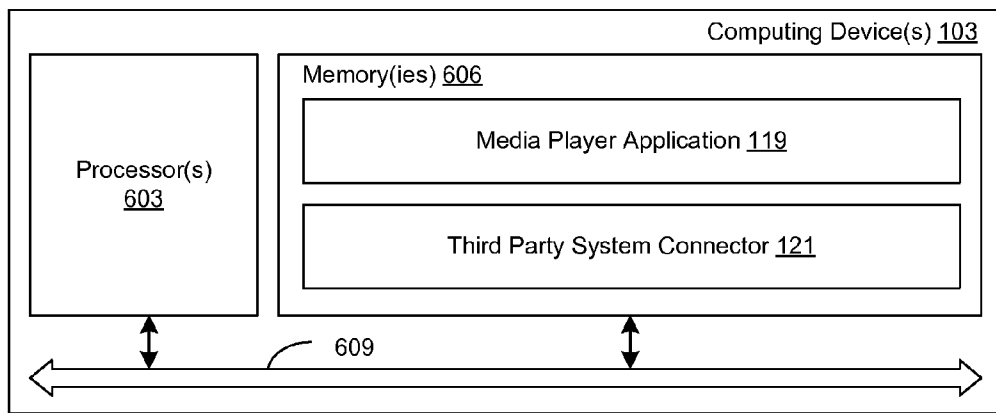 Computing Device(s) 103
Processor(s)
603
Memory(ies) 606
Media Player Application 119
Third Party System Connector 121
609